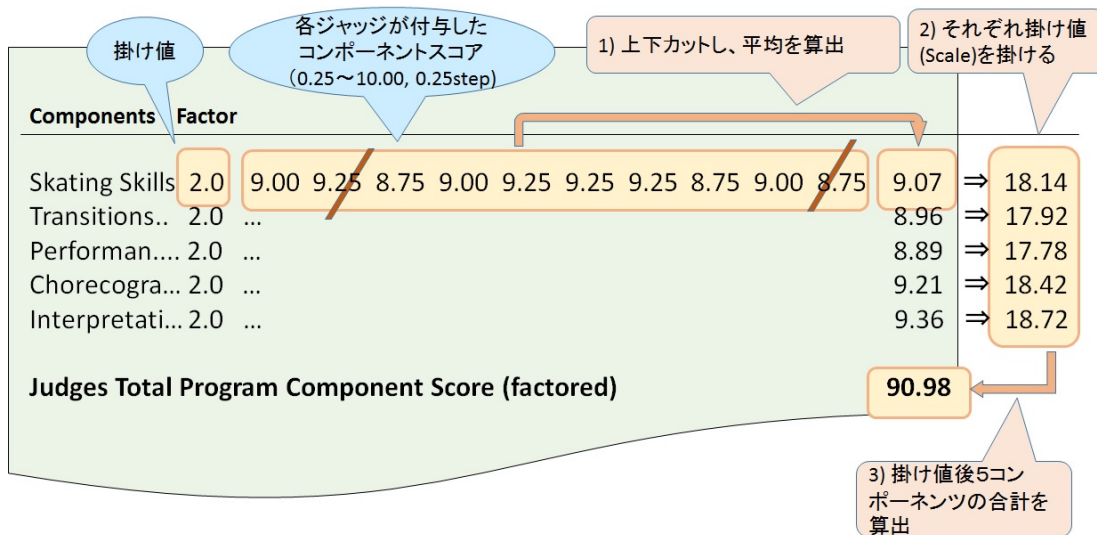 掛け値
各ジャッジが付与した
コンポーネントスコア
(0.25～10.00, 0.25step)
1) 上下カットし、平均を算出
2) それぞれ掛け値
(Scale)を掛ける
Components Factor
Skating Skills 2.0 9.00 9.25 8.75 9.00 9.25 9.25 9.25 8.75 9.00 8.75 9.07 ⇒ 18.14
Transitions.. 2.0 ... 8.96 ⇒ 17.92
Performan.... 2.0 ... 8.89 ⇒ 17.78
Chorecogra... 2.0 ... 9.21 ⇒ 18.42
Interpretati... 2.0 ... 9.36 ⇒ 18.72
Judges Total Program Component Score (factored) 90.98
3) 掛け値後5コン
ポーネンツの合計を
算出